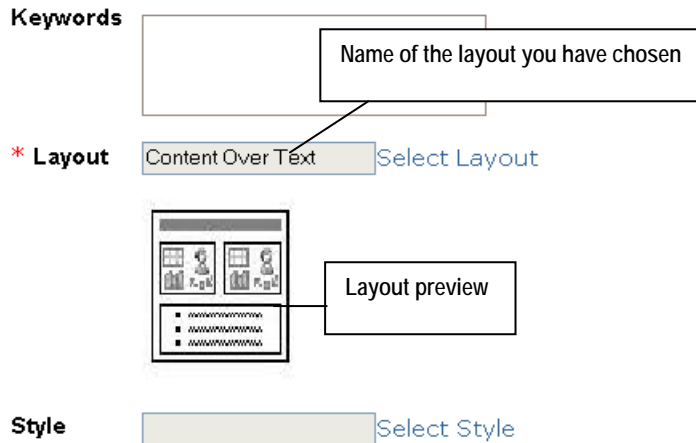 Keywords
Name of the layout you have chosen
* Layout Content Over Text Select Layout
Layout preview
Style Select Style